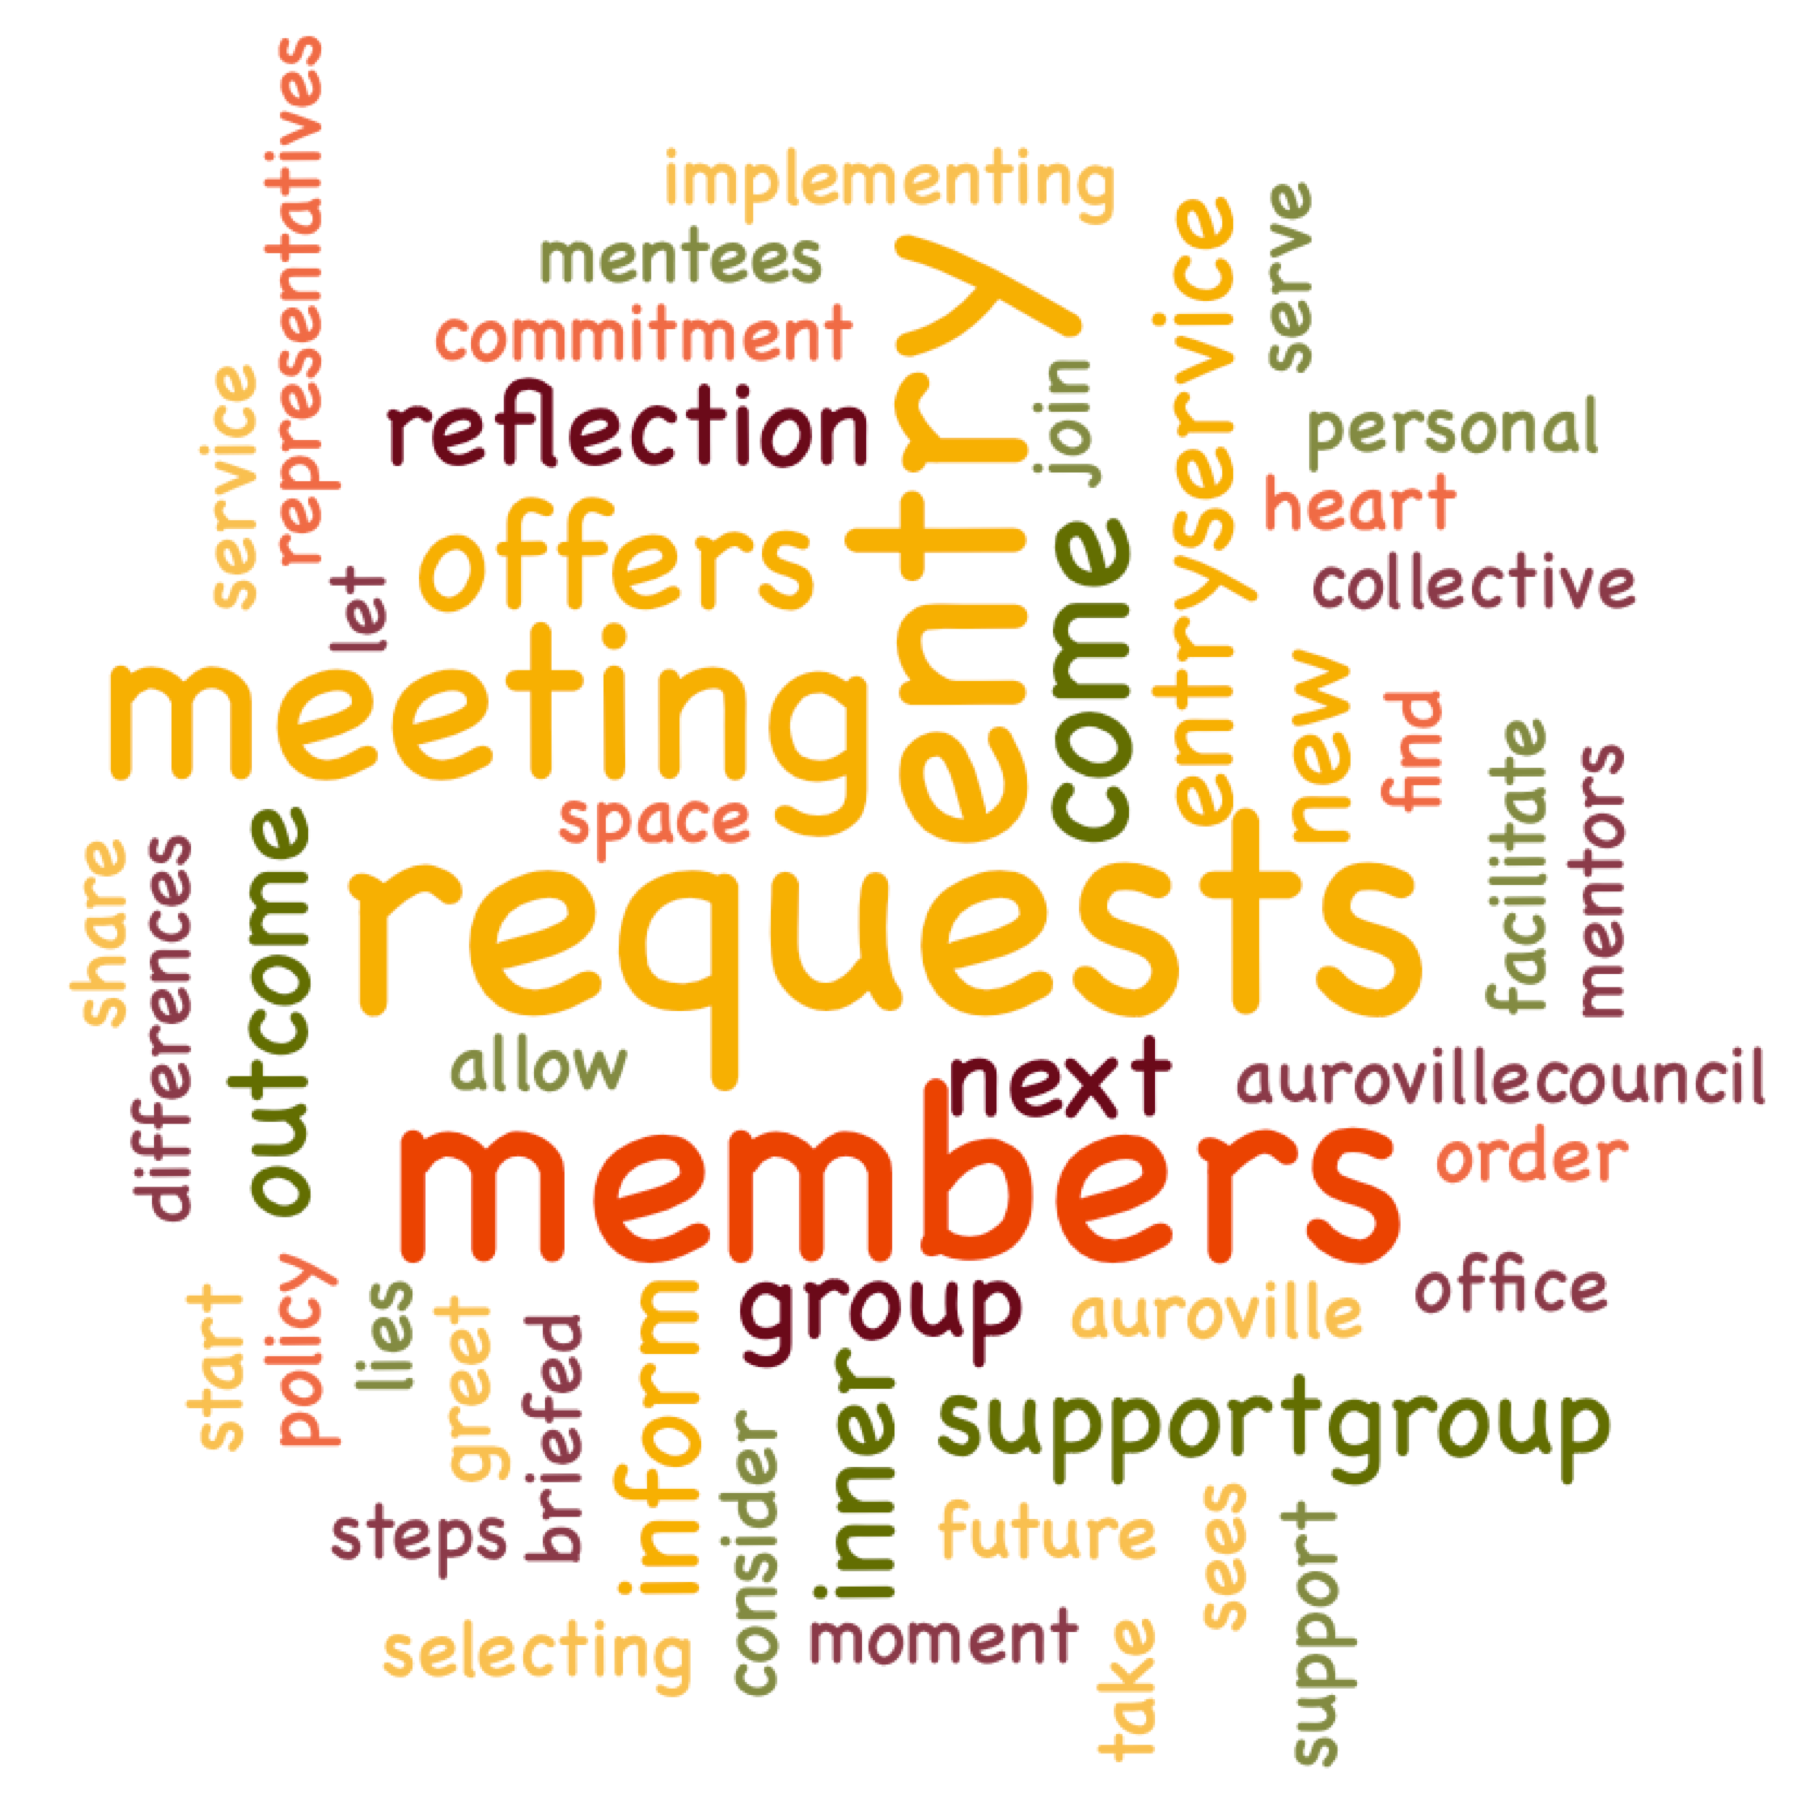 representatives
implementing
mentees
commitment
reflection
service
let
offers
entry
join
come
entryservice
serve
personal
heart
collective
meeting
new
find
facilitate
mentors
space
share
differences
outcome
requests
allow
next
aurovillecouncil
members
order
office
start
policy
lies
greet
briefed
inform
group
auroville
inner
supportgroup
steps
consider
future
sees
support
selecting
moment
take